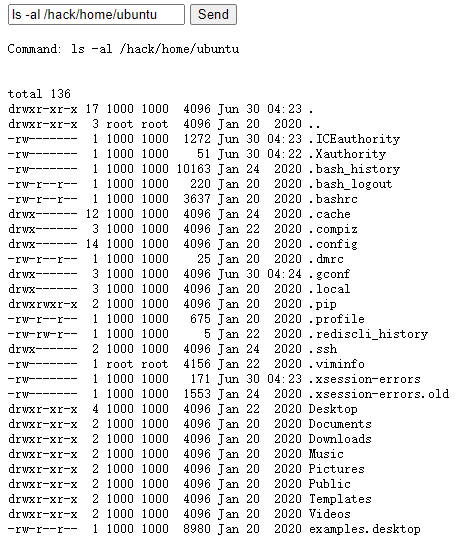 ls -al /hack/home/ubuntu Send
Command: ls -al /hack/home/ubuntu
total 136
drwxr-xr-x 17 1000 1000  4096 Jun 30 04:23 .
drwxr-xr-x  3 root root  4096 Jan 20  2020 ..
-rw-------  1 1000 1000  1272 Jun 30 04:23 .ICEauthority
-rw-------  1 1000 1000    51 Jun 30 04:22 .Xauthority
-rw-------  1 1000 1000 10163 Jan 24  2020 .bash_history
-rw-r--r--  1 1000 1000   220 Jan 20  2020 .bash_logout
-rw-r--r--  1 1000 1000  3637 Jan 20  2020 .bashrc
drwx------ 12 1000 1000  4096 Jan 24  2020 .cache
drwx------  3 1000 1000  4096 Jan 22  2020 .compiz
drwx------ 14 1000 1000  4096 Jan 24  2020 .config
-rw-r--r--  1 1000 1000    25 Jan 20  2020 .dmrc
drwx------  3 1000 1000  4096 Jun 30 04:24 .gconf
drwx------  3 1000 1000  4096 Jan 20  2020 .local
drwxrwxr-x  2 1000 1000  4096 Jan 20  2020 .pip
-rw-r--r--  1 1000 1000   675 Jan 20  2020 .profile
-rw-rw-r--  1 1000 1000     5 Jan 22  2020 .rediscli_history
drwx------  2 1000 1000  4096 Jan 24  2020 .ssh
-rw-------  1 root root  4156 Jan 22  2020 .viminfo
-rw-------  1 1000 1000   171 Jun 30 04:23 .xsession-errors
-rw-------  1 1000 1000  1553 Jan 24  2020 .xsession-errors.old
drwxr-xr-x  4 1000 1000  4096 Jan 22  2020 Desktop
drwxr-xr-x  2 1000 1000  4096 Jan 20  2020 Documents
drwxr-xr-x  2 1000 1000  4096 Jan 20  2020 Downloads
drwxr-xr-x  2 1000 1000  4096 Jan 20  2020 Music
drwxr-xr-x  2 1000 1000  4096 Jan 20  2020 Pictures
drwxr-xr-x  2 1000 1000  4096 Jan 20  2020 Public
drwxr-xr-x  2 1000 1000  4096 Jan 20  2020 Templates
drwxr-xr-x  2 1000 1000  4096 Jan 20  2020 Videos
-rw-r--r--  1 1000 1000  8980 Jan 20  2020 examples.desktop